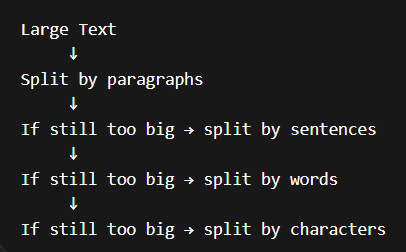 Large Text
↓
Split by paragraphs
↓
If still too big → split by sentences
↓
If still too big → split by words
↓
If still too big → split by characters